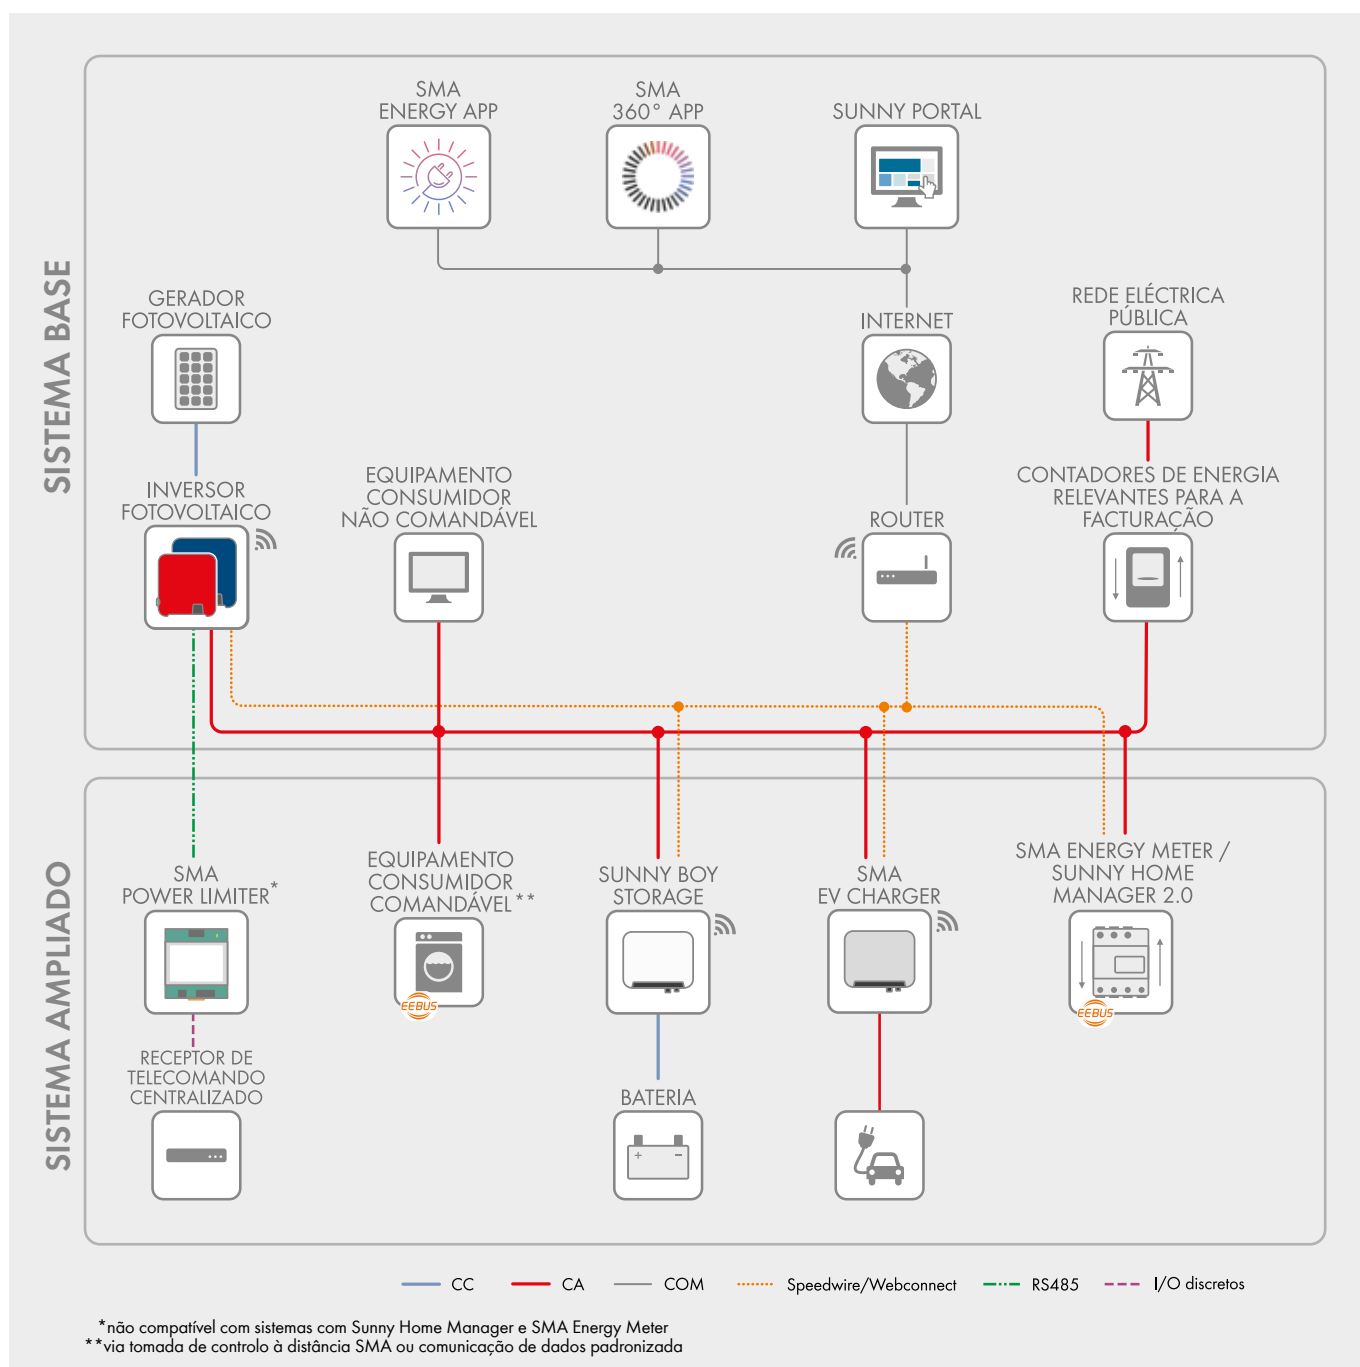 SISTEMA BASE
SMA
ENERGY APP
SMA
360° APP
SUNNY PORTAL
GERADOR
FOTOVOLTAICO
INTERNET
REDE ELÉCTRICA
PÚBLICA
INVERSOR
FOTOVOLTAICO
EQUIPAMENTO
CONSUMIDOR
NÃO COMANDÁVEL
ROUTER
CONTADORES DE ENERGIA
RELEVANTES PARA A
FACTURAÇÃO
SISTEMA AMPLIADO
SMA
POWER LIMITER*
EQUIPAMENTO
CONSUMIDOR
COMANDÁVEL**
EEBUS
SUNNY BOY
STORAGE
SMA
EV CHARGER
SMA ENERGY METER /
SUNNY HOME
MANAGER 2.0
EEBUS
RECEPTOR DE
TELECOMANDO
CENTRALIZADO
BATERIA
+ −
CC CA COM Speedwire/Webconnect RS485 I/O discretos
*não compatível com sistemas com Sunny Home Manager e SMA Energy Meter
**via tomada de controlo à distância SMA ou comunicação de dados padronizada